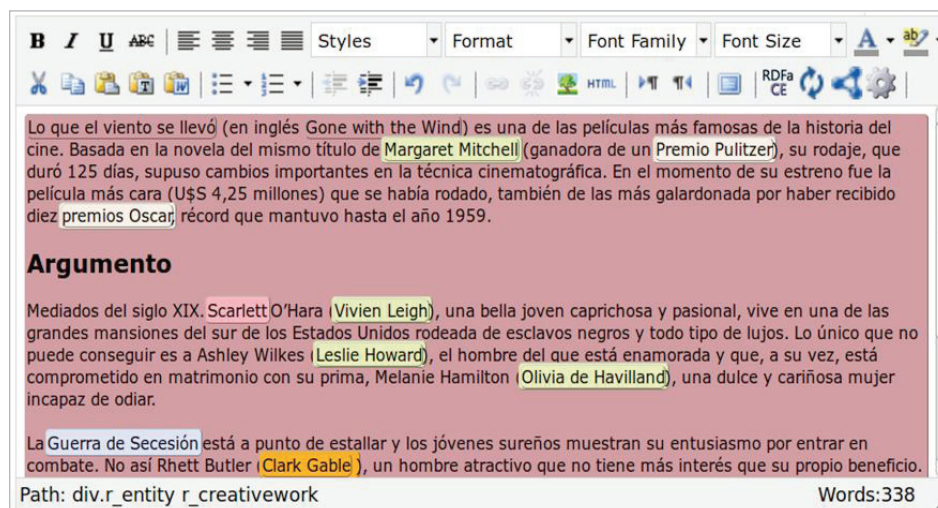 B I U ABC Styles Format Font Family Font Size A ab
T W HTML RDFa CE
Lo que el viento se llevó (en inglés Gone with the Wind) es una de las películas más famosas de la historia del
cine. Basada en la novela del mismo título de Margaret Mitchell (ganadora de un Premio Pulitzer), su rodaje, que
duró 125 días, supuso cambios importantes en la técnica cinematográfica. En el momento de su estreno fue la
película más cara (U$S 4,25 millones) que se había rodado, también de las más galardonada por haber recibido
diez premios Oscar, récord que mantuvo hasta el año 1959.
Argumento
Mediados del siglo XIX. Scarlett O'Hara (Vivien Leigh), una bella joven caprichosa y pasional, vive en una de las
grandes mansiones del sur de los Estados Unidos rodeada de esclavos negros y todo tipo de lujos. Lo único que no
puede conseguir es a Ashley Wilkes (Leslie Howard), el hombre del que está enamorada y que, a su vez, está
comprometido en matrimonio con su prima, Melanie Hamilton (Olivia de Havilland), una dulce y cariñosa mujer
incapaz de odiar.
La Guerra de Secesión está a punto de estallar y los jóvenes sureños muestran su entusiasmo por entrar en
combate. No así Rhett Butler (Clark Gable ), un hombre atractivo que no tiene más interés que su propio beneficio.
Path: div.r_entity r_creativework Words:338